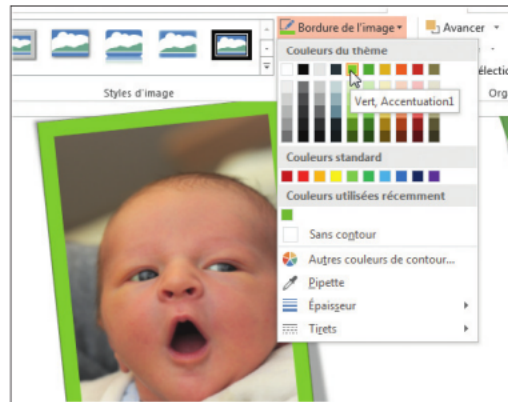 Bordure de l'image
Avancer
Couleurs du thème
Styles d'image
Vert, Accentuation1
Couleurs standard
Couleurs utilisées récemment
Sans contour
Autres couleurs de contour...
Pipette
Épaisseur
Tirets